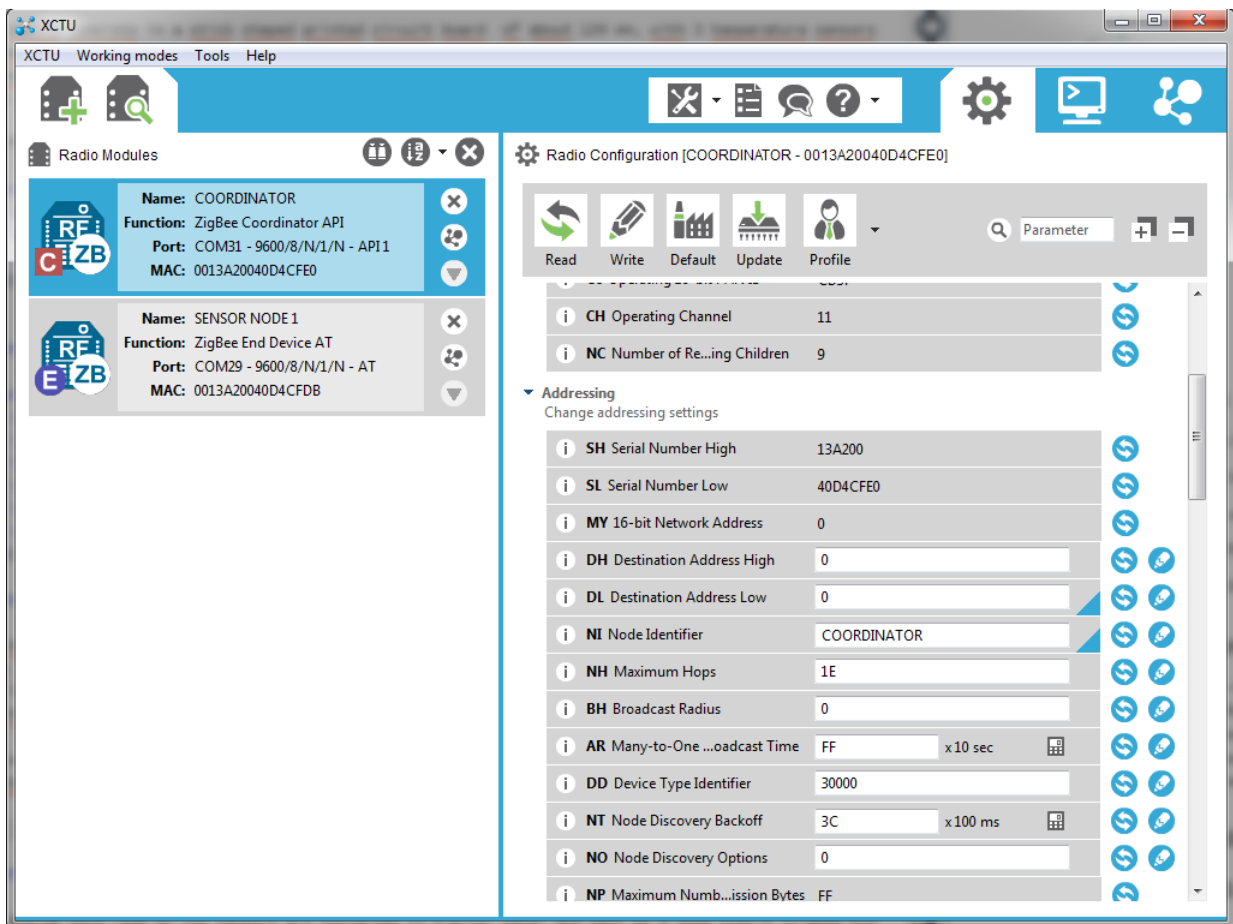 XCTU
XCTU Working modes Tools Help
Radio Modules
Name: COORDINATOR
Function: ZigBee Coordinator API
Port: COM31 - 9600/8/N/1/N - API 1
MAC: 0013A20040D4CFE0
RF
C ZB
Name: SENSOR NODE 1
Function: ZigBee End Device AT
Port: COM29 - 9600/8/N/1/N - AT
MAC: 0013A20040D4CFDB
RF
E ZB
Radio Configuration [COORDINATOR - 0013A20040D4CFE0]
Read Write Default Update Profile
Parameter
i CH Operating Channel 11
i NC Number of Re...ing Children 9
Addressing
Change addressing settings
i SH Serial Number High 13A200
i SL Serial Number Low 40D4CFE0
i MY 16-bit Network Address 0
i DH Destination Address High 0
i DL Destination Address Low 0
i NI Node Identifier COORDINATOR
i NH Maximum Hops 1E
i BH Broadcast Radius 0
i AR Many-to-One ...oadcast Time FF x 10 sec
i DD Device Type Identifier 30000
i NT Node Discovery Backoff 3C x 100 ms
i NO Node Discovery Options 0
i NP Maximum Numb...ission Bytes FF